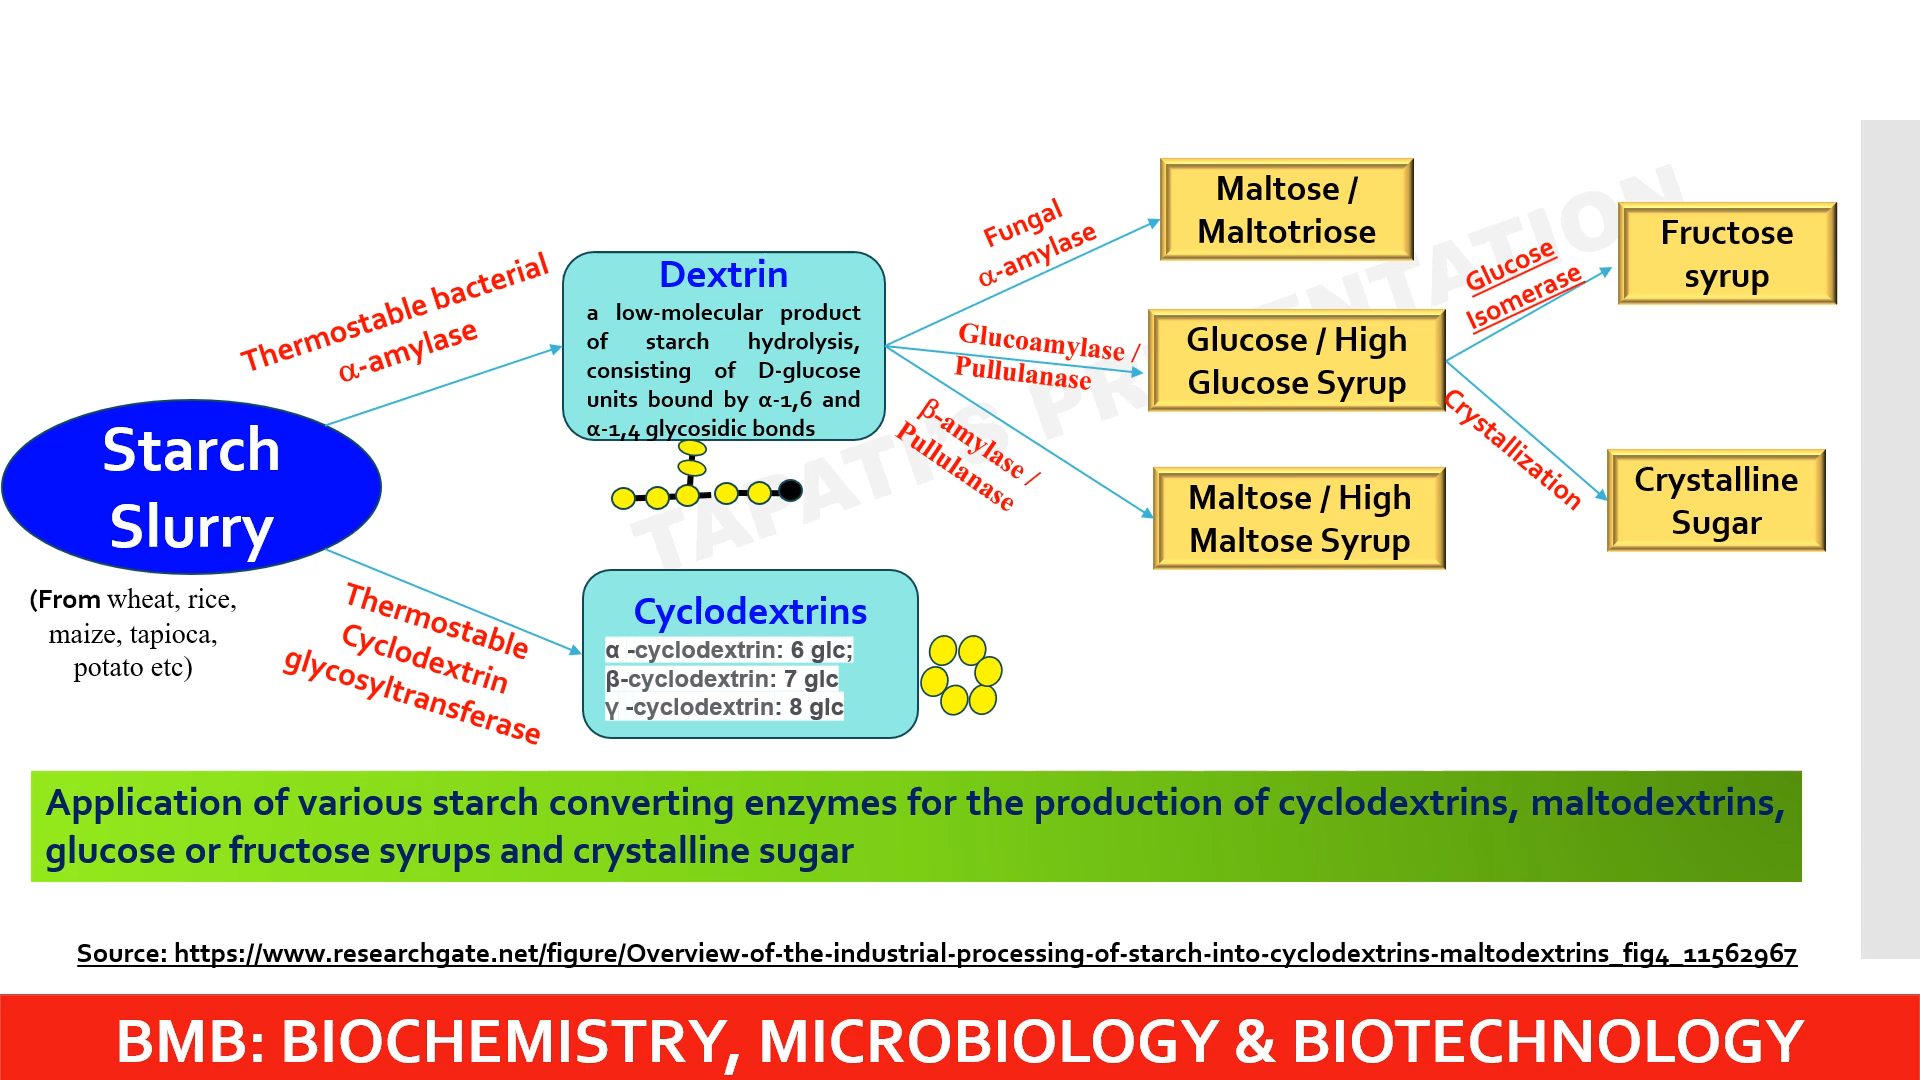 Starch
Slurry
(From wheat, rice,
maize, tapioca,
potato etc)
Thermostable bacterial
α-amylase
Thermostable
Cyclodextrin
glycosyltransferase
Dextrin
a low-molecular product
of starch hydrolysis,
consisting of D-glucose
units bound by α-1,6 and
α-1,4 glycosidic bonds
Cyclodextrins
α -cyclodextrin: 6 glc;
β-cyclodextrin: 7 glc
γ -cyclodextrin: 8 glc
Fungal
α-amylase
Glucoamylase /
Pullulanase
β-amylase /
Pullulanase
Maltose /
Maltotriose
Glucose / High
Glucose Syrup
Maltose / High
Maltose Syrup
Glucose
Isomerase
Crystallization
Fructose
syrup
Crystalline
Sugar
Application of various starch converting enzymes for the production of cyclodextrins, maltodextrins,
glucose or fructose syrups and crystalline sugar
Source: https://www.researchgate.net/figure/Overview-of-the-industrial-processing-of-starch-into-cyclodextrins-maltodextrins_fig4_11562967
BMB: BIOCHEMISTRY, MICROBIOLOGY & BIOTECHNOLOGY